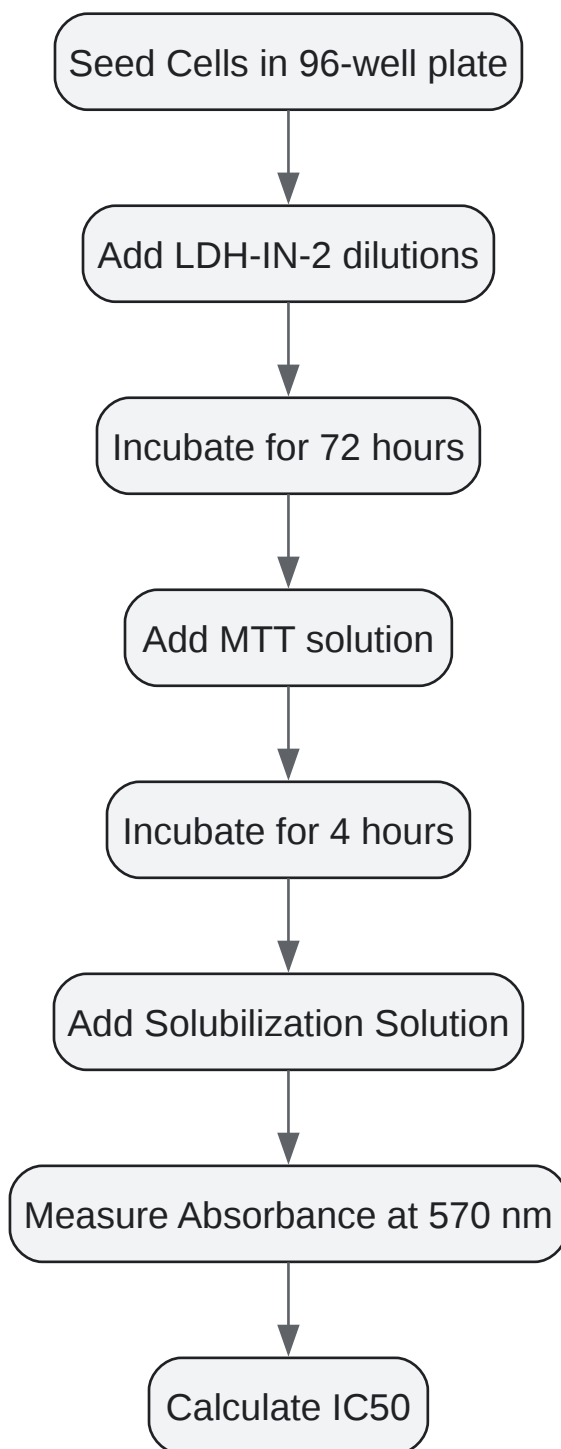 Seed Cells in 96-well plate
Add LDH-IN-2 dilutions
Incubate for 72 hours
Add MTT solution
Incubate for 4 hours
Add Solubilization Solution
Measure Absorbance at 570 nm
Calculate IC50